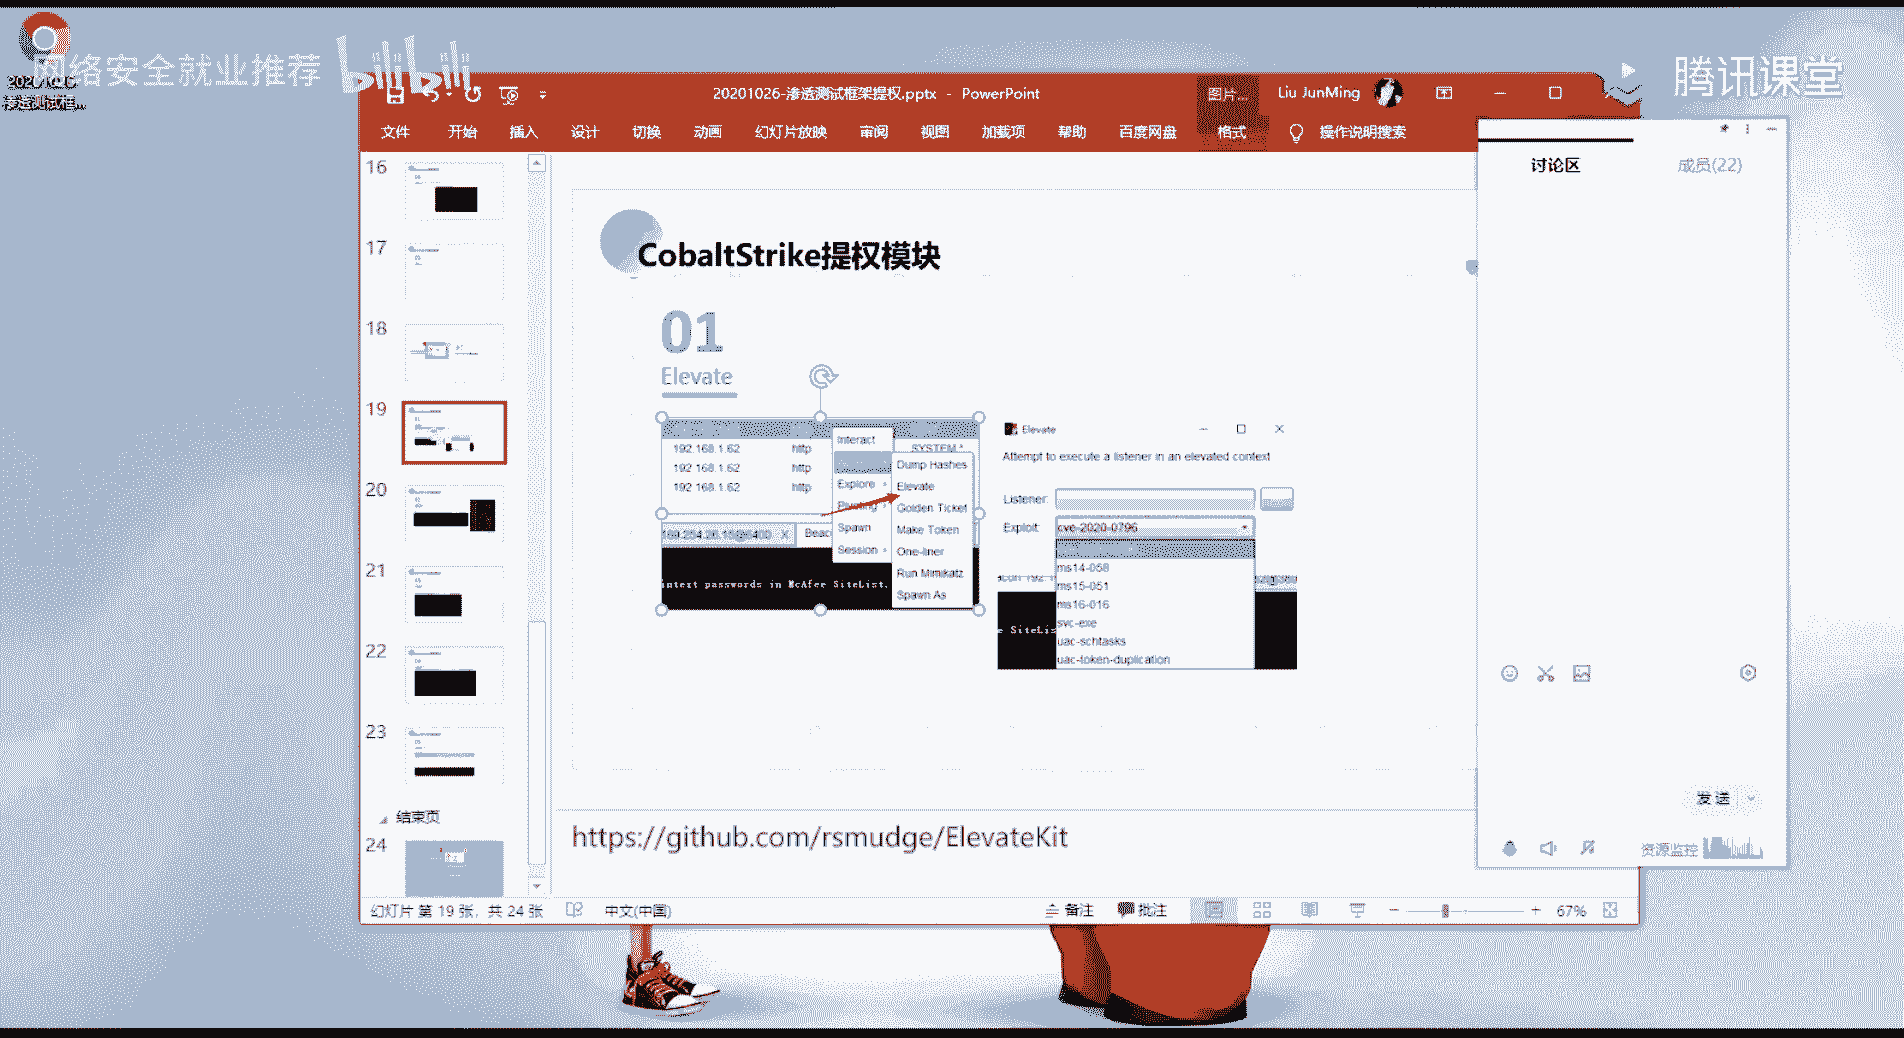 网络安全就业推荐
bilibili
腾讯课堂
20201026-渗透测试框架提权.pptx - PowerPoint
图片...
Liu JunMing
文件 开始 插入 设计 切换 动画 幻灯片放映 审阅 视图 加载项 帮助 百度网盘 格式 操作说明搜索
讨论区
成员(22)
16
17
18
19
20
21
22
23
结束页
24
CobaltStrike提权模块
01
Elevate
192.168.1.62 http SYSTEM *
192.168.1.62 http
192.168.1.62 http
Interact
Explore
Pivoting
Spawn
Session
Dump Hashes
Elevate
Golden Ticket
Make Token
One-liner
Run Mimikatz
Spawn As
intext passwords in McAfee SiteList.
Elevate
Attempt to execute a listener in an elevated context
Listener:
Exploit: cve-2020-0796
ms14-058
ms15-051
ms16-016
svc-exe
uac-schtasks
uac-token-duplication
e SiteLis
https://github.com/rsmudge/ElevateKit
发送
资源监控
幻灯片 第 19 张，共 24 张 中文(中国) 备注 批注 67%